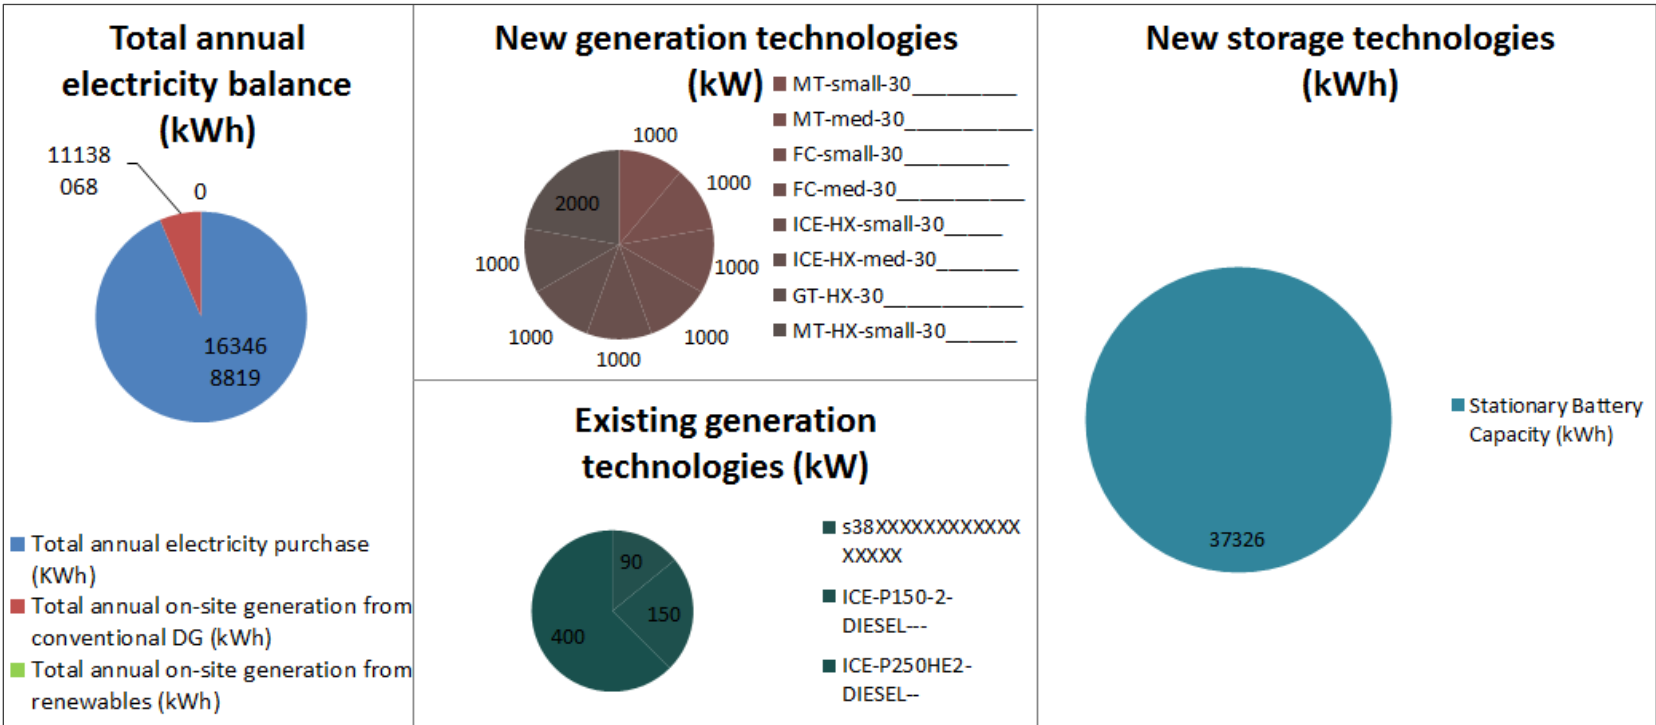 Total annual
electricity balance
(kWh)
11138
068
0
16346
8819
Total annual electricity purchase
(KWh)
Total annual on-site generation from
conventional DG (kWh)
Total annual on-site generation from
renewables (kWh)
New generation technologies
(kW)
1000
1000
1000
1000
1000
1000
1000
2000
MT-small-30_________
MT-med-30___________
FC-small-30_________
FC-med-30___________
ICE-HX-small-30_____
ICE-HX-med-30_______
GT-HX-30____________
MT-HX-small-30______
Existing generation
technologies (kW)
90
150
400
s38XXXXXXXXXXXX
XXXXX
ICE-P150-2-
DIESEL---
ICE-P250HE2-
DIESEL--
New storage technologies
(kWh)
37326
Stationary Battery
Capacity (kWh)